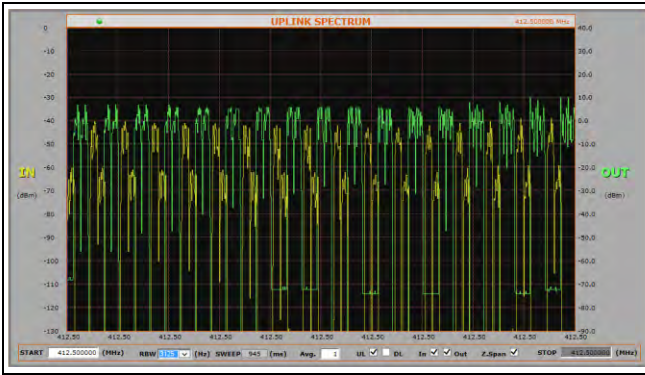 UPLINK SPECTRUM
412.500000 MHz
0 40.0
-10 30.0
-20 20.0
-30 10.0
-40
-50 -10.0
-60 -20.0
IN OUT
-70 -30.0
(dBm) (dBm)
-80 -40.0
-90 -50.0
-100 -60.0
-110 -70.0
-120 -80.0
-130 -90.0
412.50 412.50 412.50 412.50 412.50 412.50 412.50 412.50 412.50 412.50 412.50
START 412.500000 (MHz) RBW 3125 (Hz) SWEEP 945 (ms) Avg. 1 UL DL In Out Z.Span STOP 412.500000 (MHz)